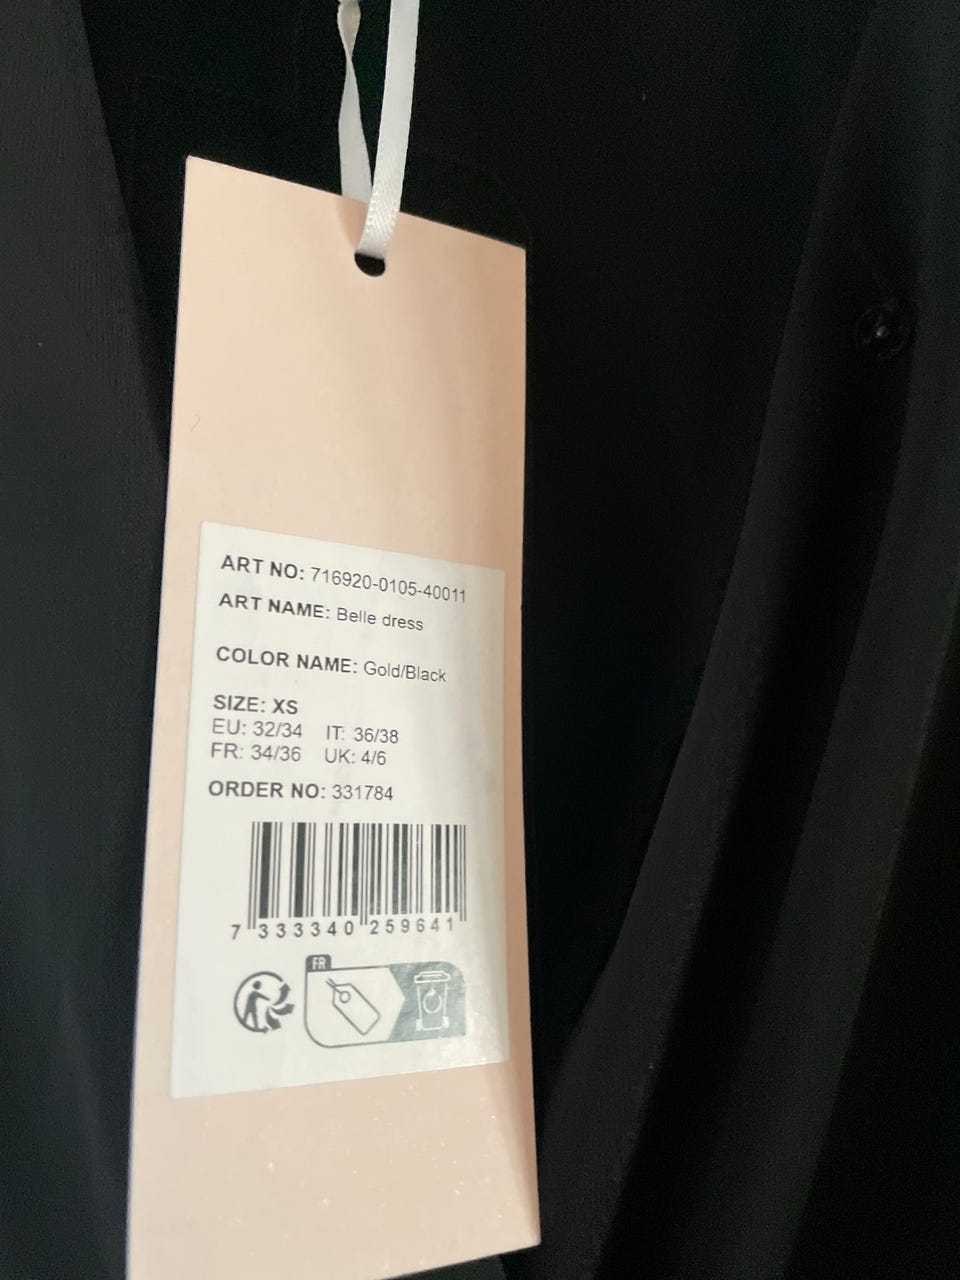 ART NO: 716920-0105-40011
ART NAME: Belle dress
COLOR NAME: Gold/Black
SIZE: XS
EU: 32/34 IT: 36/38
FR: 34/36 UK: 4/6
ORDER NO: 331784
7 333340 259641
FR